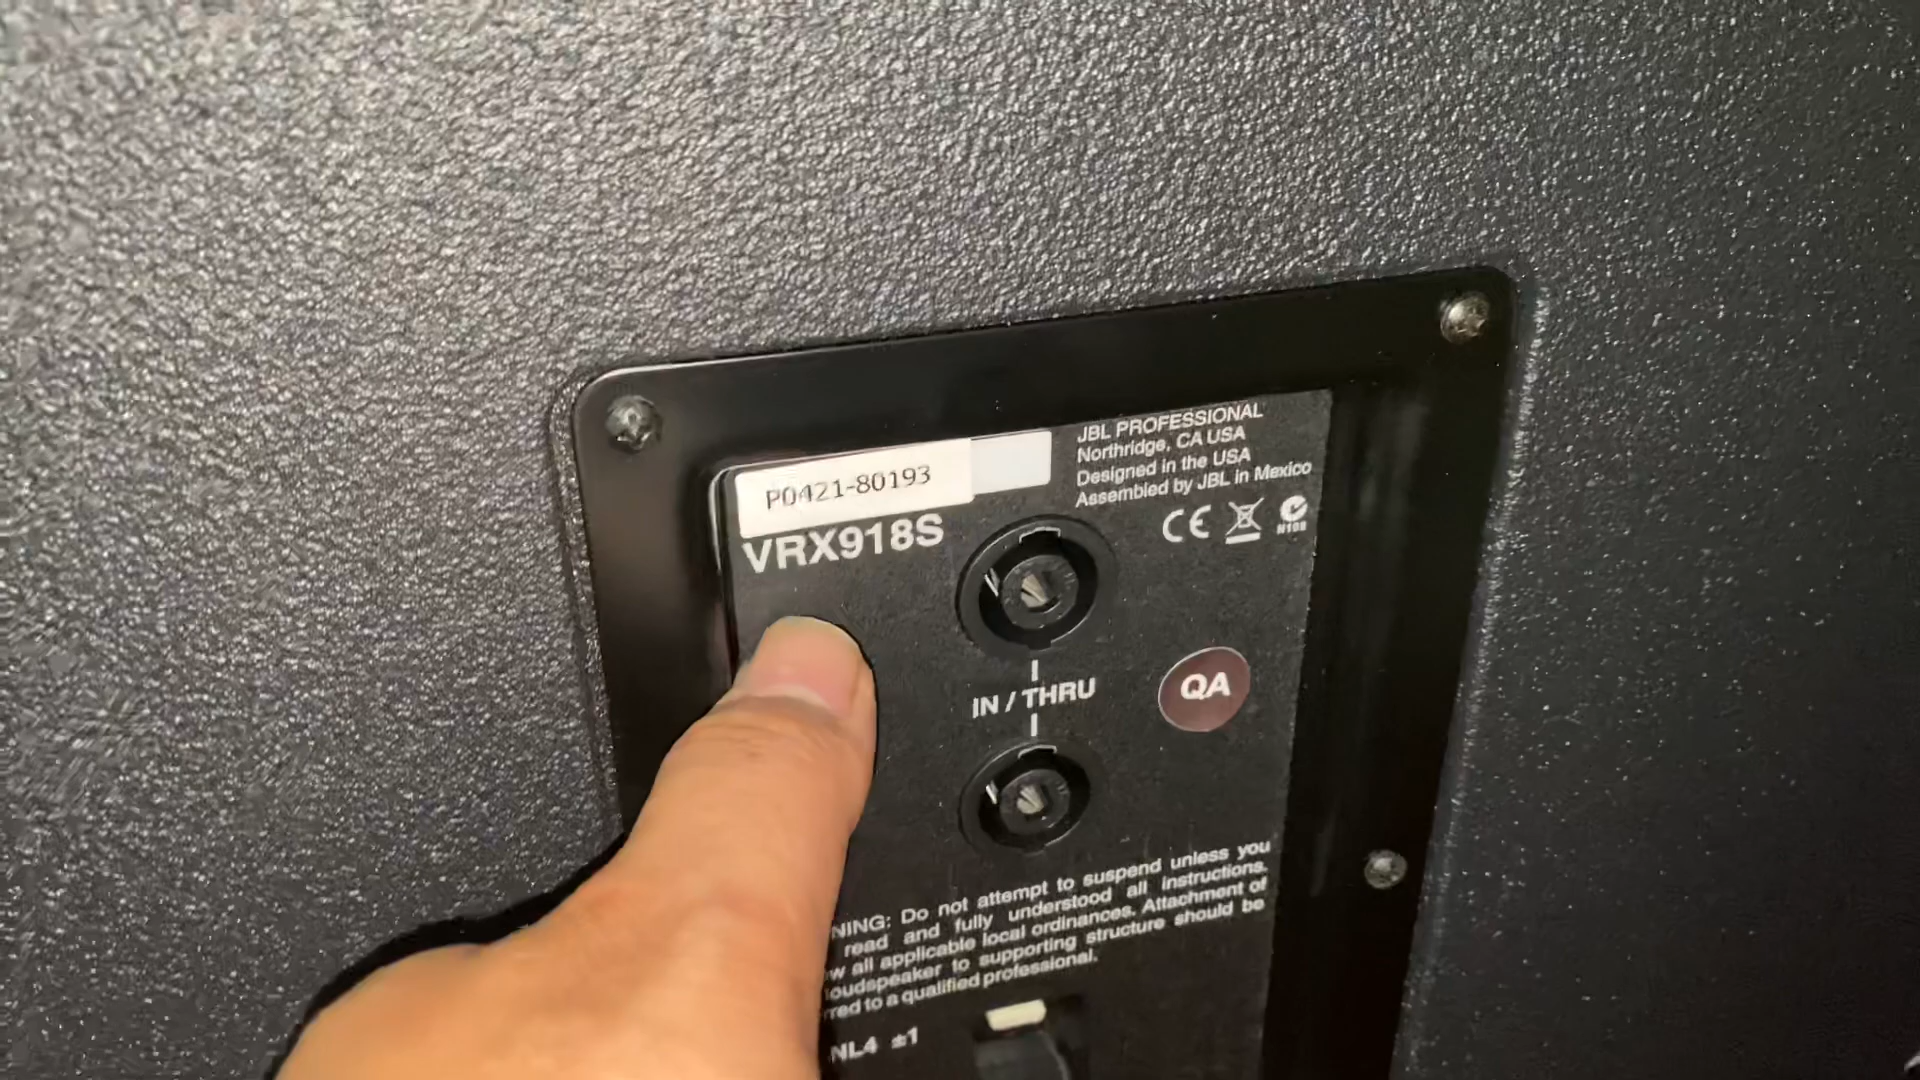 P0421-80193
VRX918S
JBL PROFESSIONAL
Northridge, CA USA
Designed in the USA
Assembled by JBL in Mexico
CE
N108
IN / THRU
QA
NING: Do not attempt to suspend unless you
read and fully understood all instructions.
w all applicable local ordinances. Attachment of
loudspeaker to supporting structure should be
rred to a qualified professional.
NL4 ±1